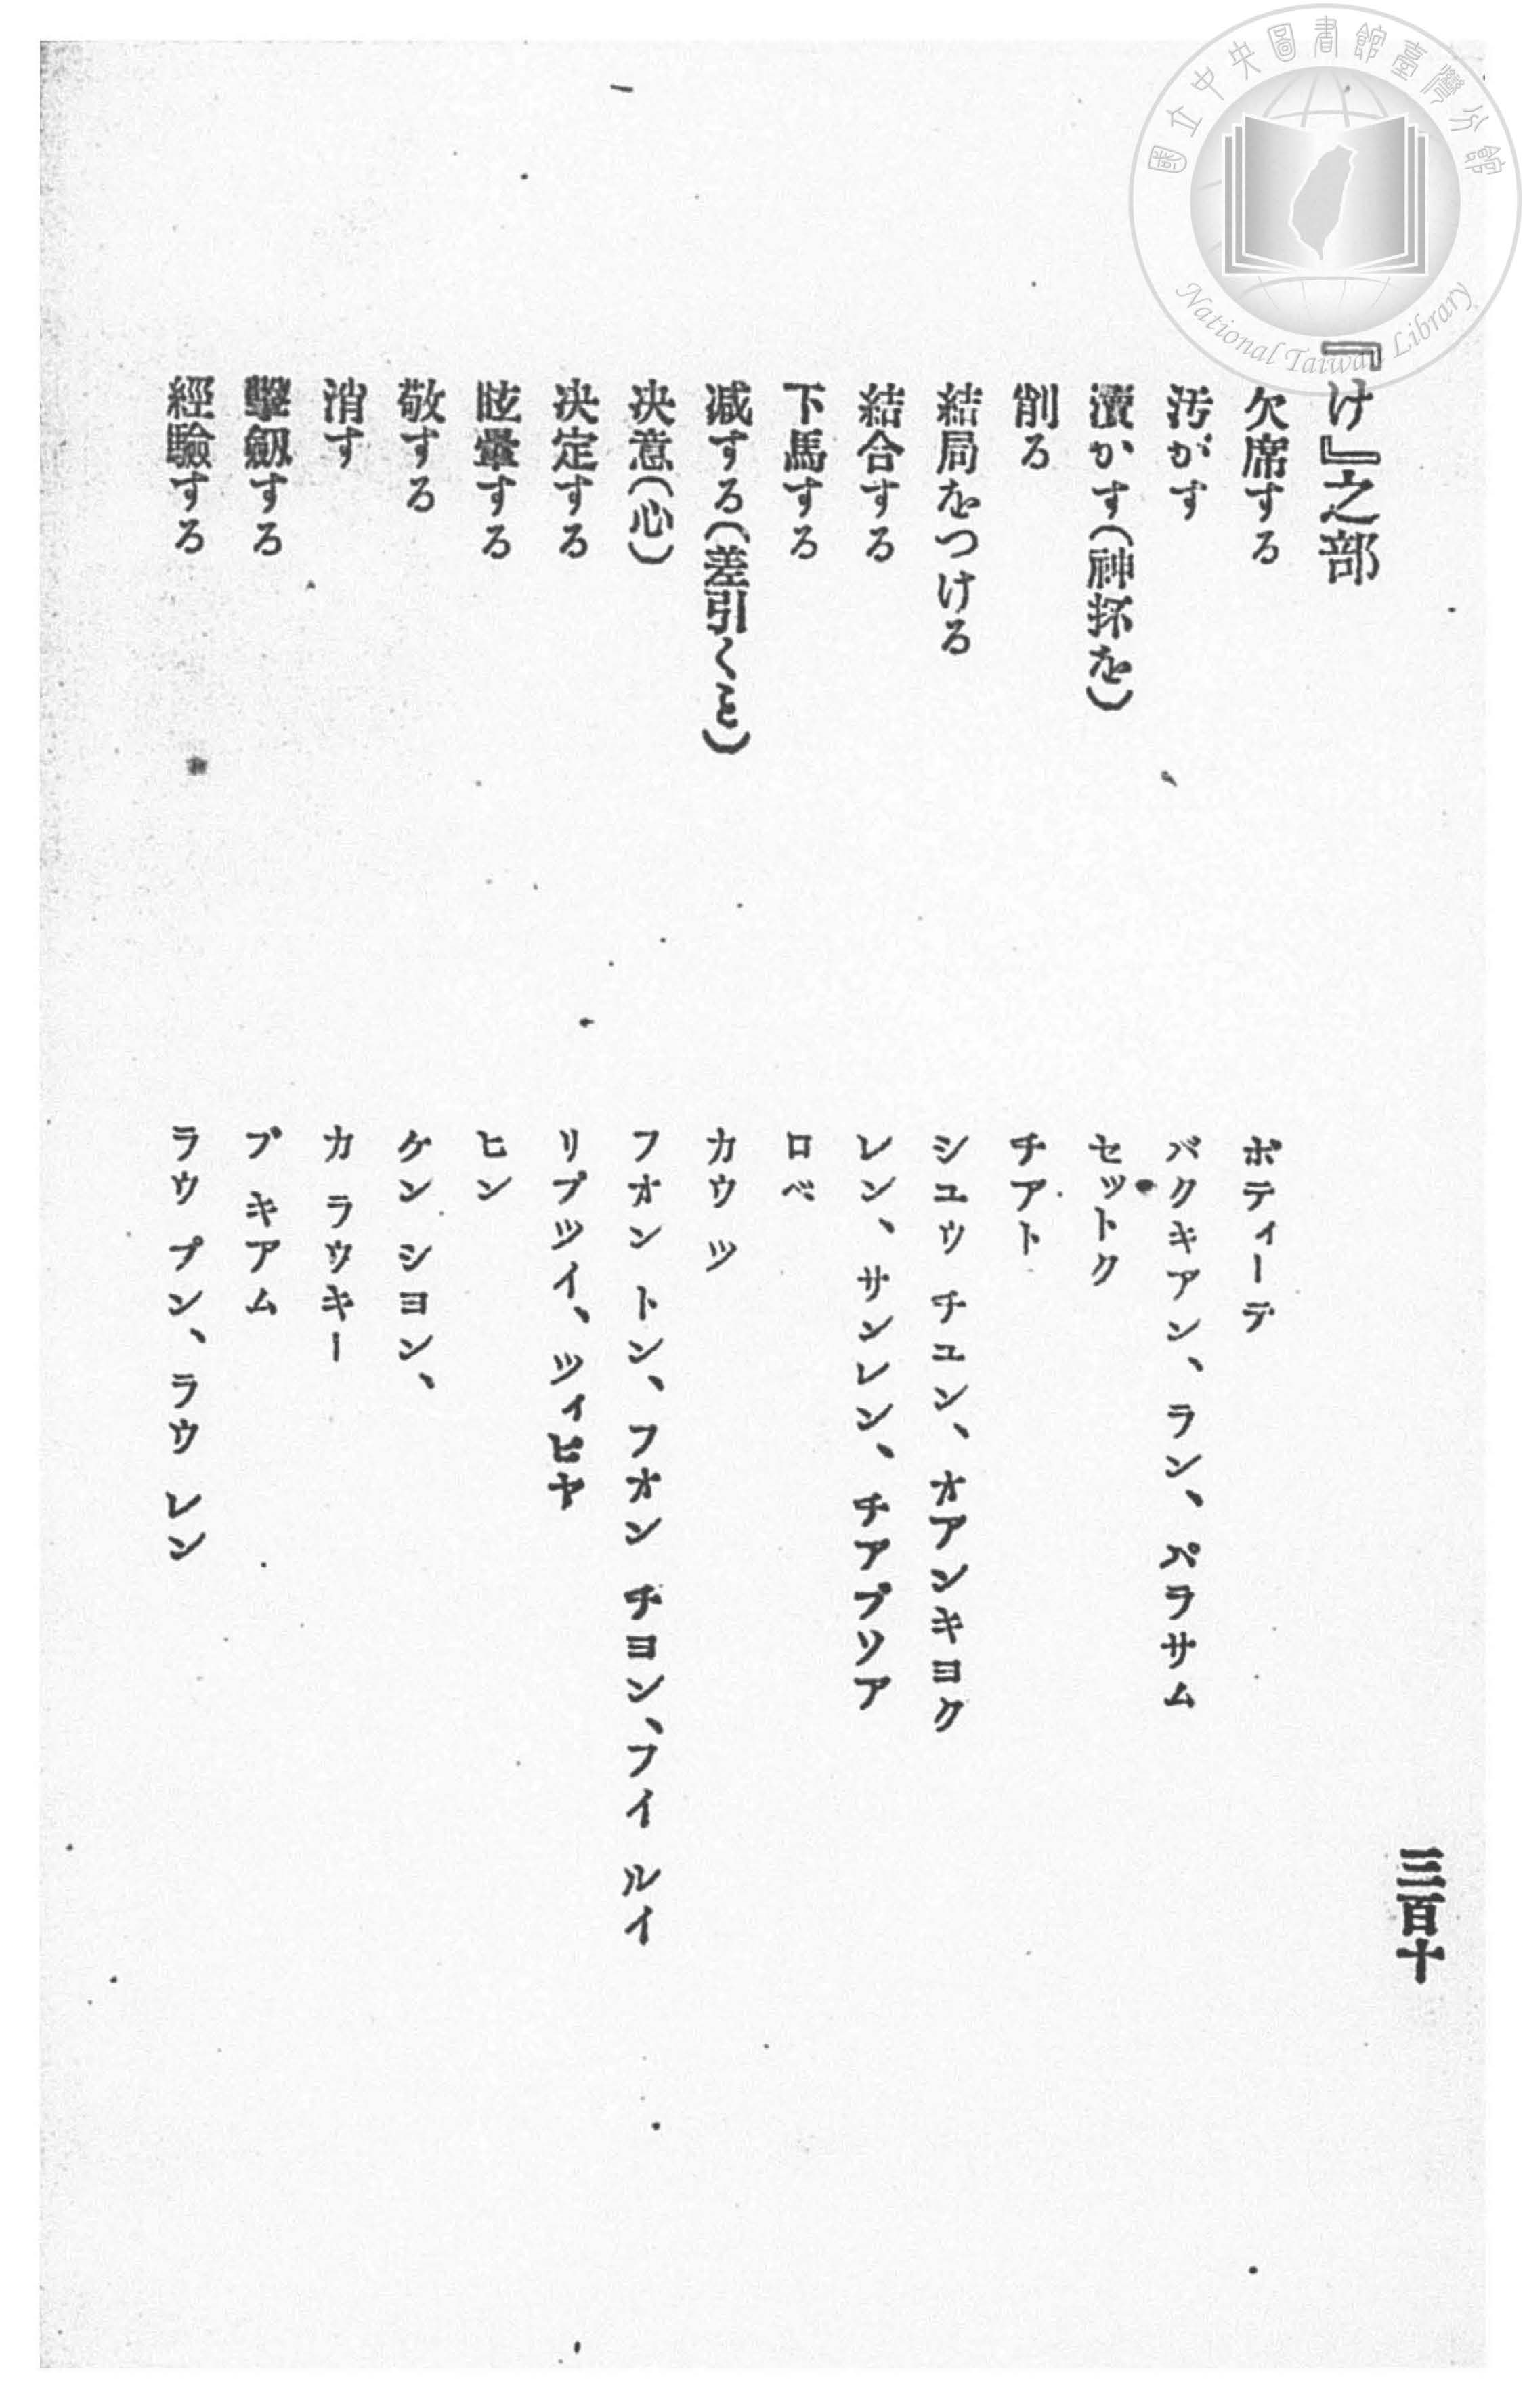 國立中央圖書館臺灣分館
National Taiwan Library
三百十
『け』之部
欠席する ポティーテ
汚がす バクキアン、ラン、パラサム
瀆かす(神抔を) セットク
削る チアト
結局をつける シユウ チユン、オアンキヨク
結合する レン、サンレン、チアプソア
下馬する ロベ
減する(差引くこと) カウ ツ
决意(心) フオン トン、フオン チヨン、フイ ルイ
决定する リプツイ、ツィピヤ
眩暈する ヒン
敬する ケン シヨン、
消す カ ラウキー
擊劔する プ キアム
經驗する ラウ プン、ラウ レン